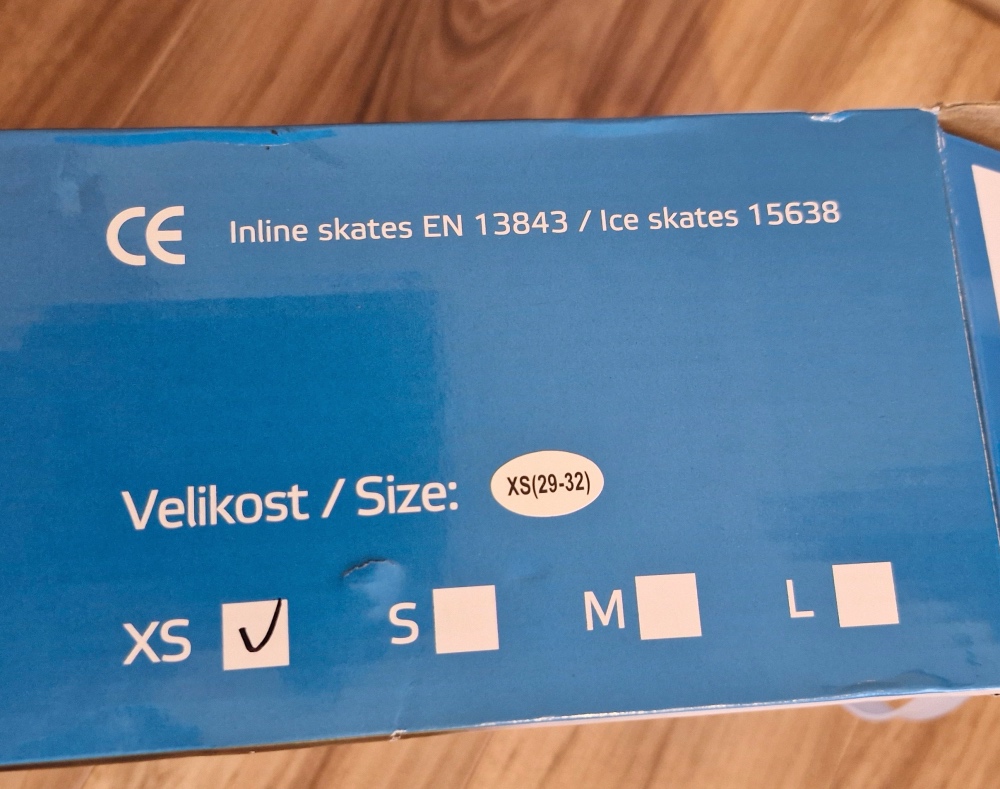 CE Inline skates EN 13843 / Ice skates 15638
Velikost / Size: XS(29-32)
XS S M L